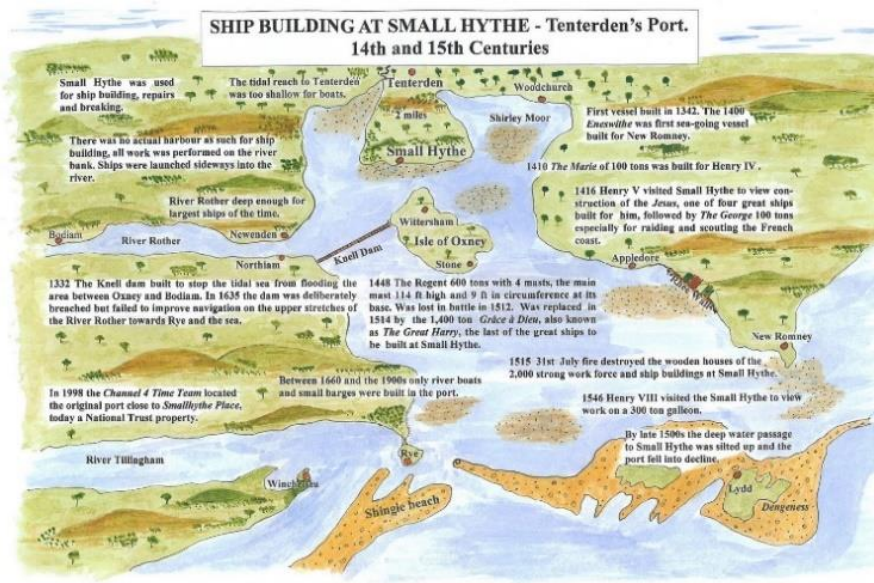 SHIP BUILDING AT SMALL HYTHE - Tenterden's Port.
14th and 15th Centuries
Small Hythe was used
for ship building, repairs
and breaking.
The tidal reach to Tenterden
was too shallow for boats.
Tenterden
2 miles
Woodchurch
Shirley Moor
First vessel built in 1342. The 1400
Eneswithe was first sea-going vessel
built for New Romney.
There was no actual harbour as such for ship
building, all work was performed on the river
bank. Ships were launched sideways into the
river.
Small Hythe
1410 The Marie of 100 tons was built for Henry IV.
1416 Henry V visited Small Hythe to view con-
struction of the Jesus, one of four great ships
built for him, followed by The George 100 tons
especially for raiding and scouting the French
coast.
River Rother deep enough for
largest ships of the time.
Bodiam
River Rother
Newenden
Wittersham
Isle of Oxney
Stone
Knell Dam
Northiam
Appledore
1332 The Knell dam built to stop the tidal sea from flooding the
area between Oxney and Bodiam. In 1635 the dam was deliberately
breached but failed to improve navigation on the upper stretches of
the River Rother towards Rye and the sea.
1448 The Regent 600 tons with 4 masts, the main
mast 114 ft high and 9 ft in circumference at its
base. Was lost in battle in 1512. Was replaced in
1514 by the 1,400 ton Grâce à Dieu, also known
as The Great Harry, the last of the great ships to
be built at Small Hythe.
New Romney
1515 31st July fire destroyed the wooden houses of the
2,000 strong work force and ship buildings at Small Hythe.
In 1998 the Channel 4 Time Team located
the original port close to Smallhythe Place,
today a National Trust property.
Between 1660 and the 1900s only river boats
and small barges were built in the port.
1546 Henry VIII visited the Small Hythe to view
work on a 300 ton galleon.
By late 1500s the deep water passage
to Small Hythe was silted up and the
port fell into decline.
River Tillingham
Rye
Winchelsea
Shingle beach
Lydd
Dengeness